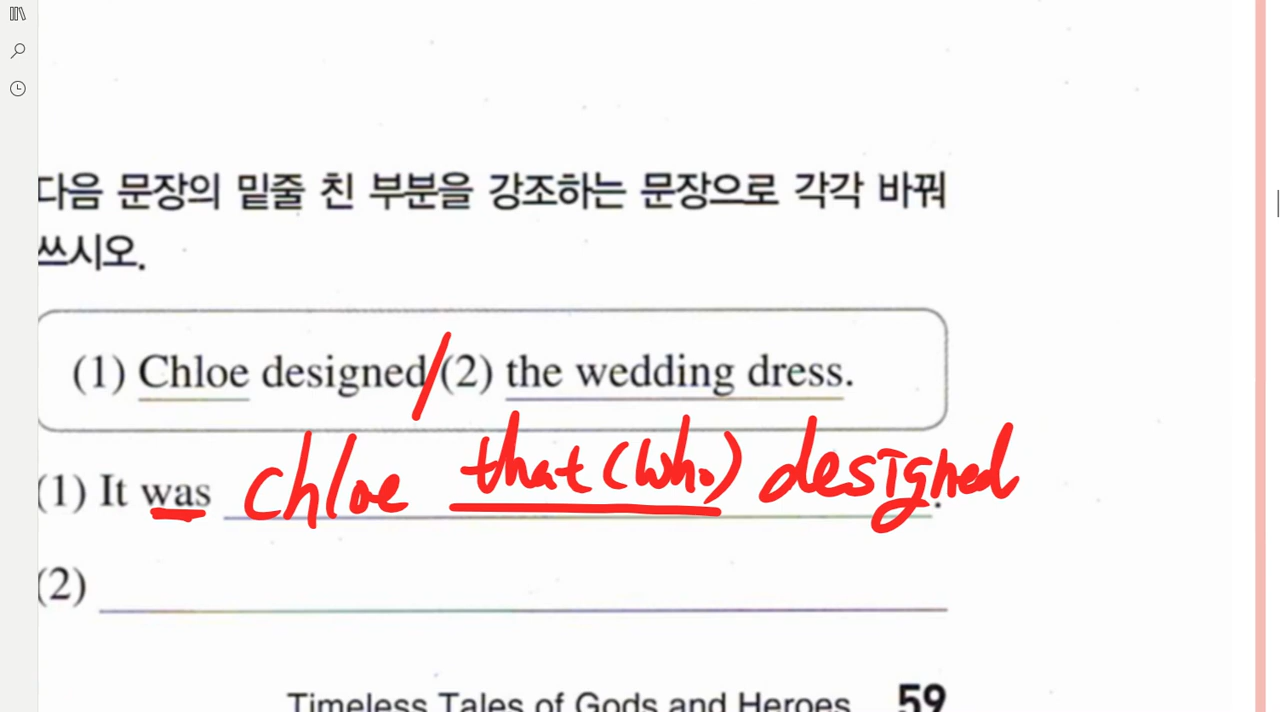 다음 문장의 밑줄 친 부분을 강조하는 문장으로 각각 바꿔
쓰시오.
(1) Chloe designed/(2) the wedding dress.
(1) It was chloe that (who) designed.
(2)
Timeless Tales of Gods and Heroes 59